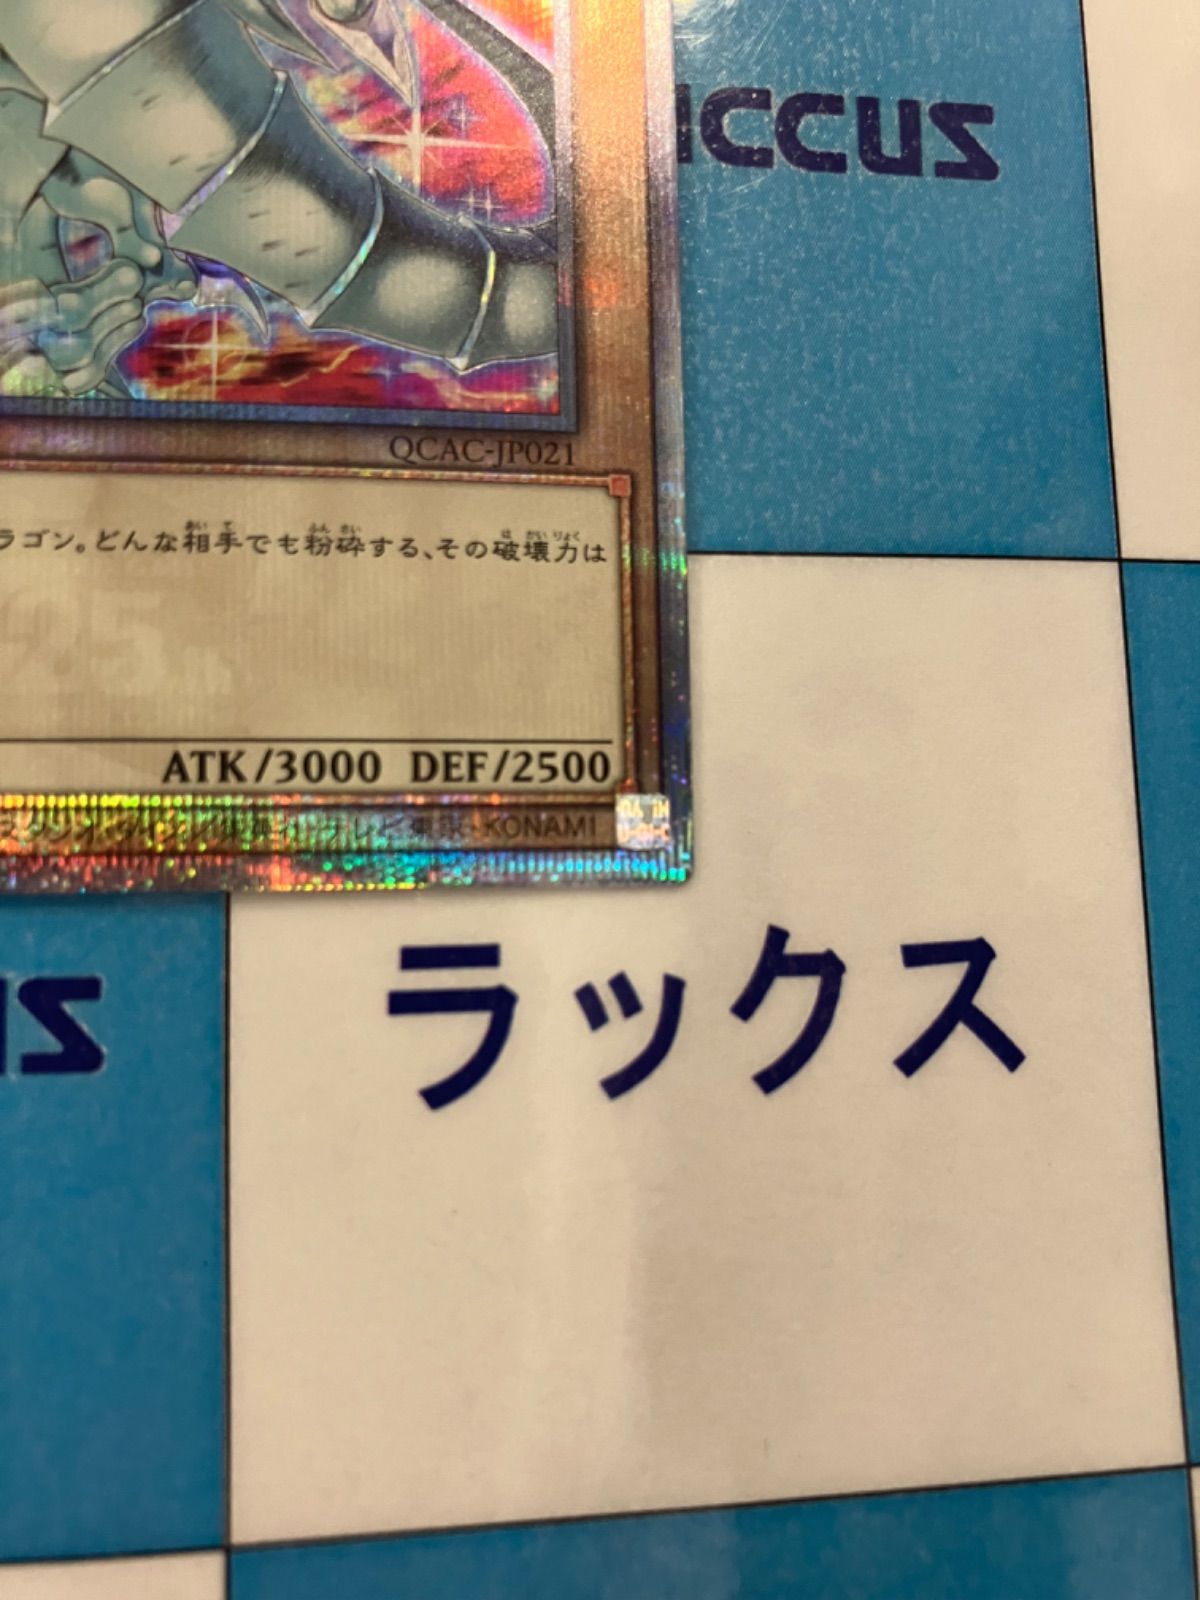 ICCUS
QCAC-JP021
ラゴン。どんな相手でも粉砕する、その破壊力は
25th
ATK/3000 DEF/2500
KONAMI
ラックス